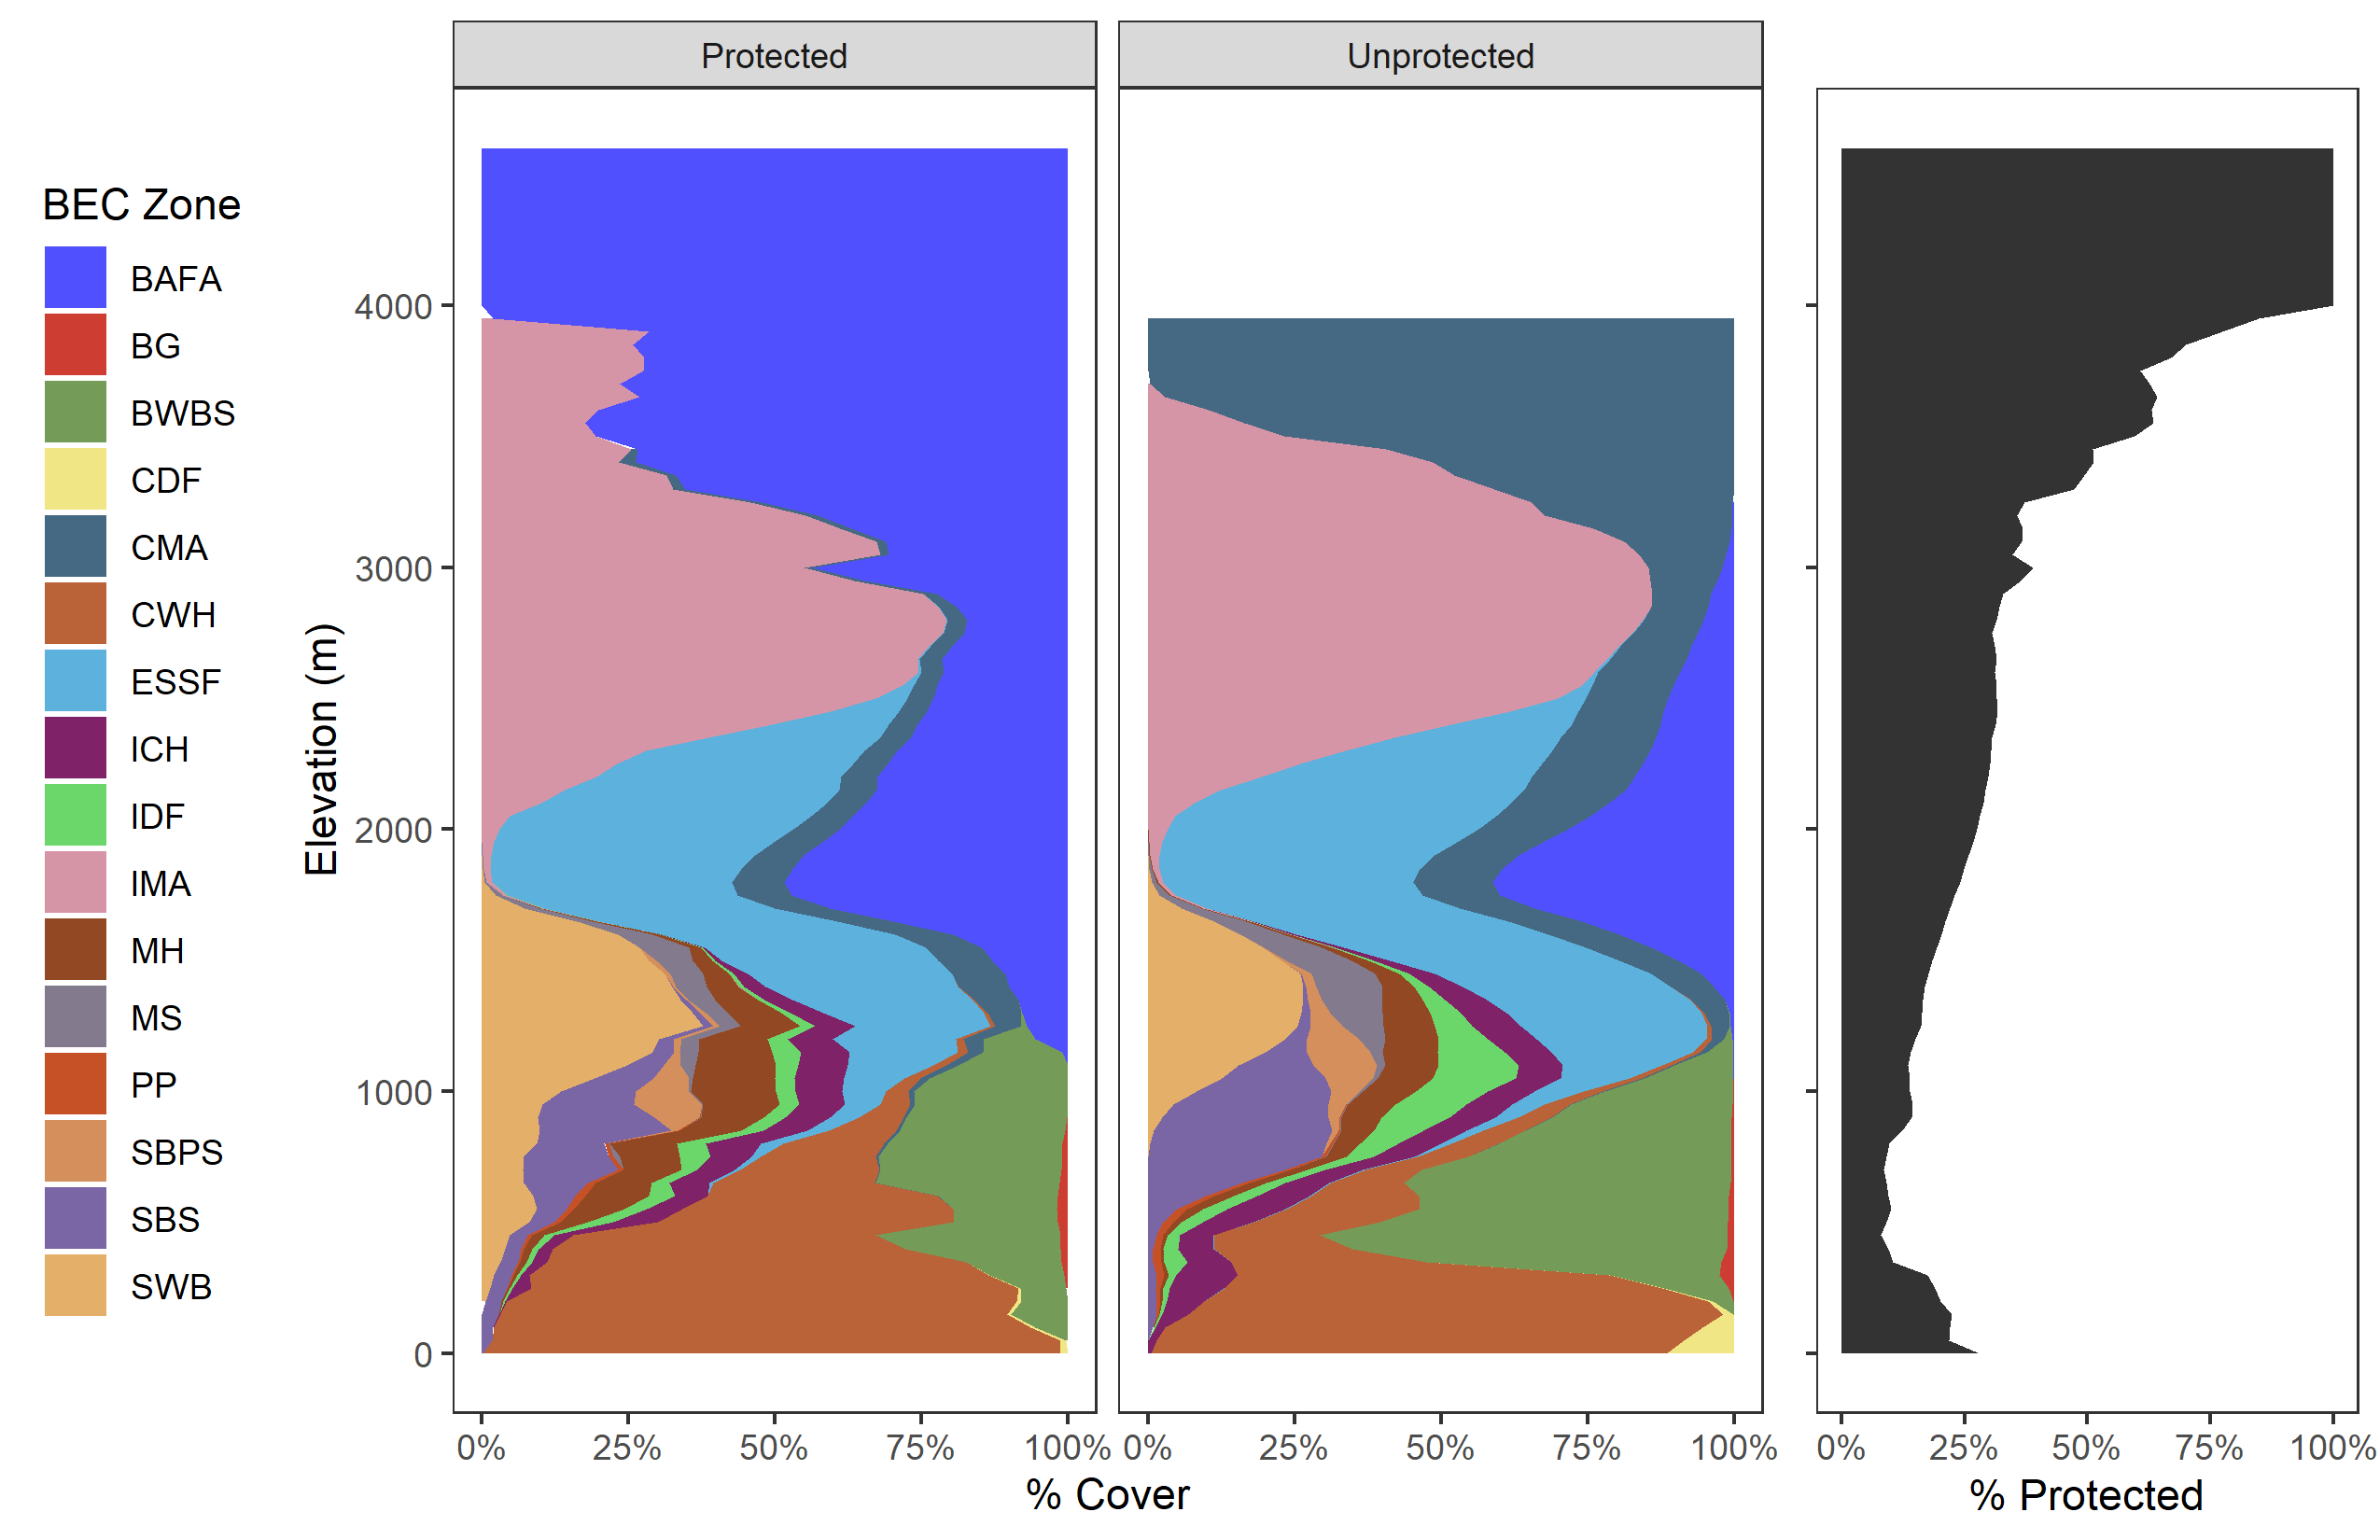 Protected
Unprotected
BEC Zone
BAFA
BG
BWBS
CDF
CMA
CWH
ESSF
ICH
IDF
IMA
MH
MS
PP
SBPS
SBS
SWB
Elevation (m)
4000
3000
2000
1000
0
0% 25% 50% 75% 100%
0% 25% 50% 75% 100%
0% 25% 50% 75% 100%
% Cover
% Protected